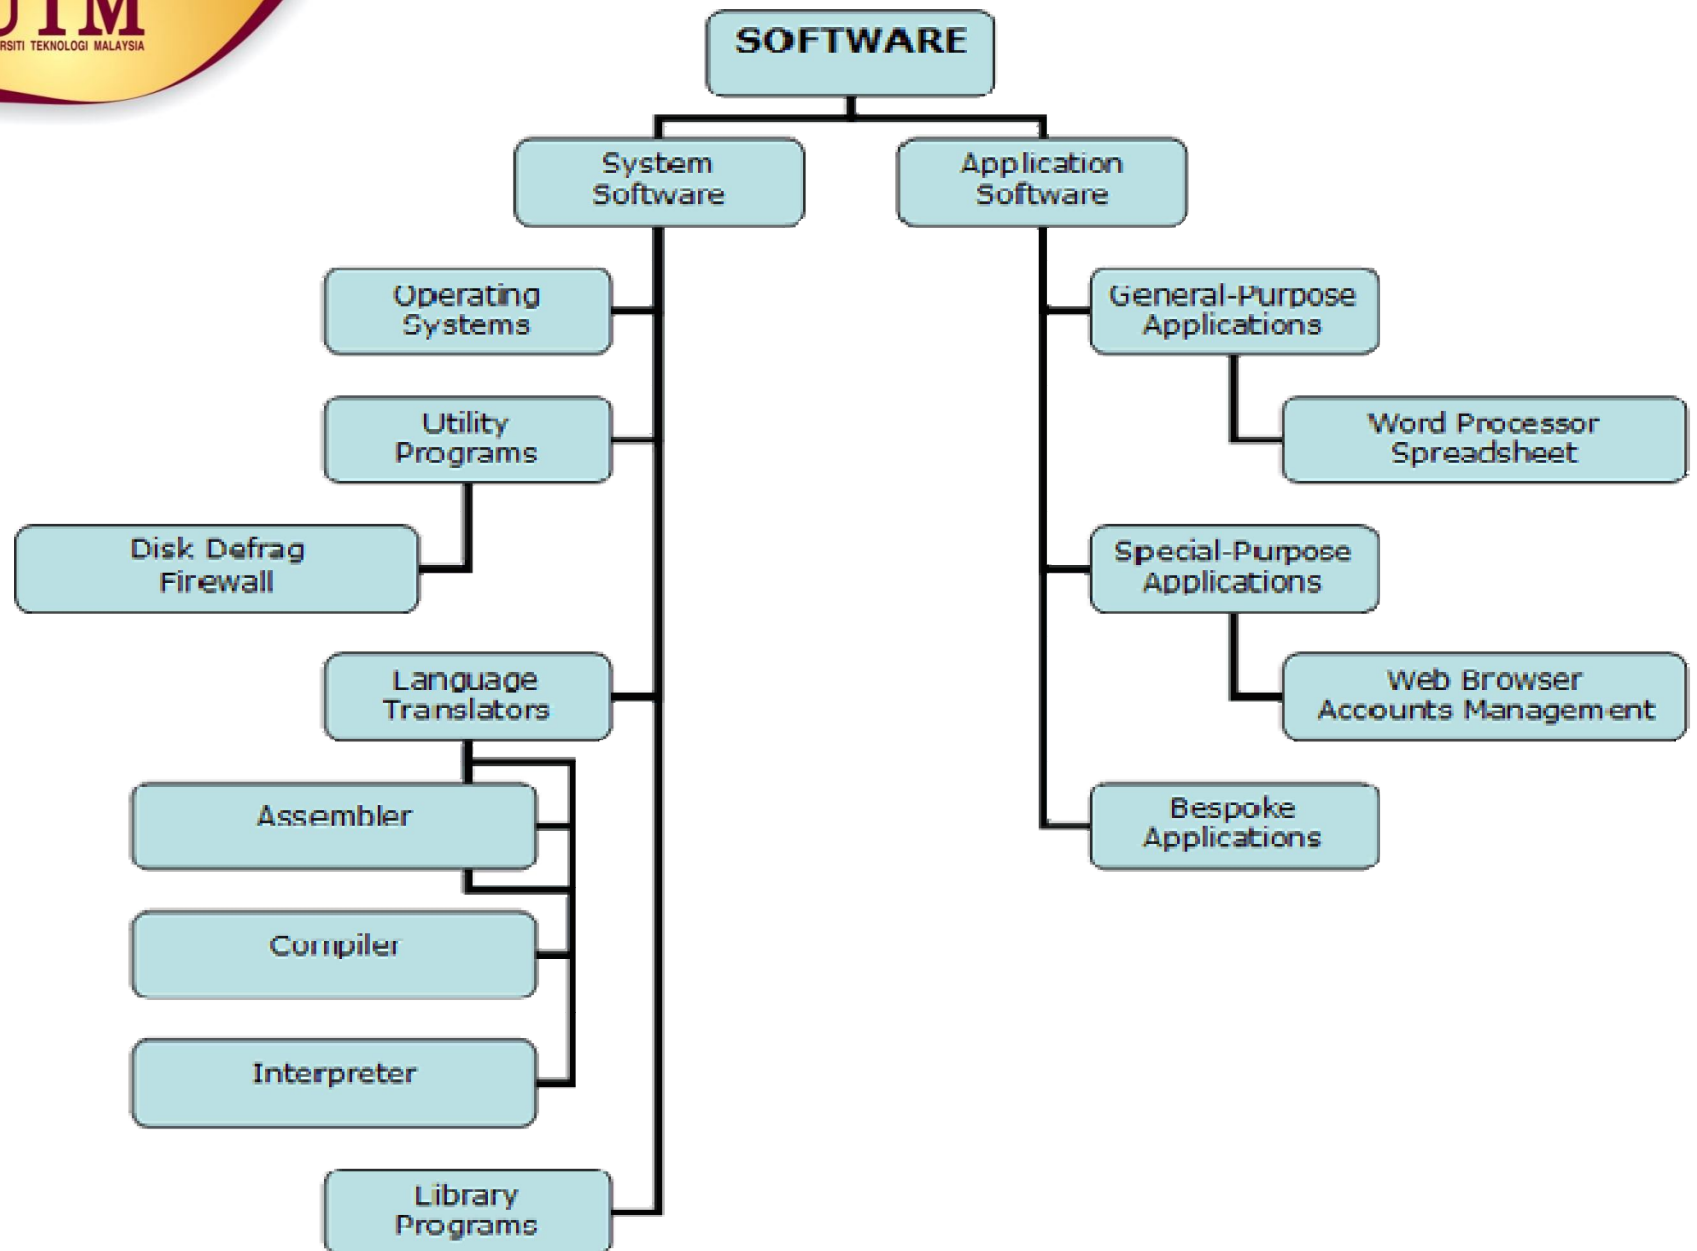 UTM
RSITI TEKNOLOGI MALAYSIA
SOFTWARE
System
Software
Application
Software
Operating
Systems
General-Purpose
Applications
Utility
Programs
Word Processor
Spreadsheet
Disk Defrag
Firewall
Special-Purpose
Applications
Language
Translators
Web Browser
Accounts Management
Assembler
Bespoke
Applications
Compiler
Interpreter
Library
Programs